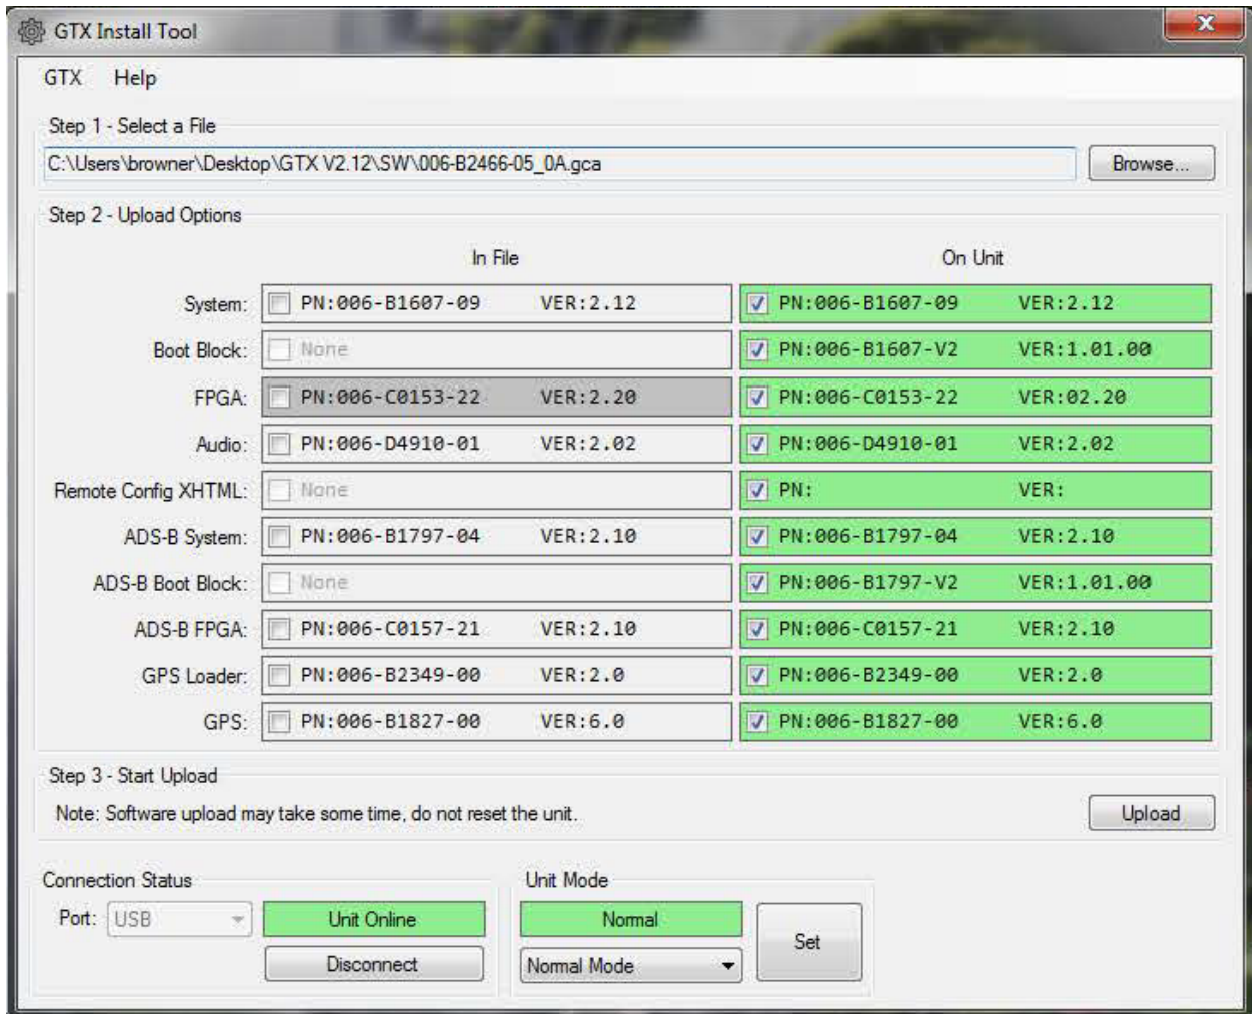 GTX Install Tool
GTX Help
Step 1 - Select a File
C:\Users\browner\Desktop\GTX V2.12\SW\006-B2466-05_0A.gca Browse...
Step 2 - Upload Options
In File On Unit
System: PN:006-B1607-09 VER:2.12 PN:006-B1607-09 VER:2.12
Boot Block: None PN:006-B1607-V2 VER:1.01.00
FPGA: PN:006-C0153-22 VER:2.20 PN:006-C0153-22 VER:02.20
Audio: PN:006-D4910-01 VER:2.02 PN:006-D4910-01 VER:2.02
Remote Config XHTML: None PN: VER:
ADS-B System: PN:006-B1797-04 VER:2.10 PN:006-B1797-04 VER:2.10
ADS-B Boot Block: None PN:006-B1797-V2 VER:1.01.00
ADS-B FPGA: PN:006-C0157-21 VER:2.10 PN:006-C0157-21 VER:2.10
GPS Loader: PN:006-B2349-00 VER:2.0 PN:006-B2349-00 VER:2.0
GPS: PN:006-B1827-00 VER:6.0 PN:006-B1827-00 VER:6.0
Step 3 - Start Upload
Note: Software upload may take some time, do not reset the unit. Upload
Connection Status Unit Mode
Port: USB Unit Online Normal
Set
Disconnect Normal Mode